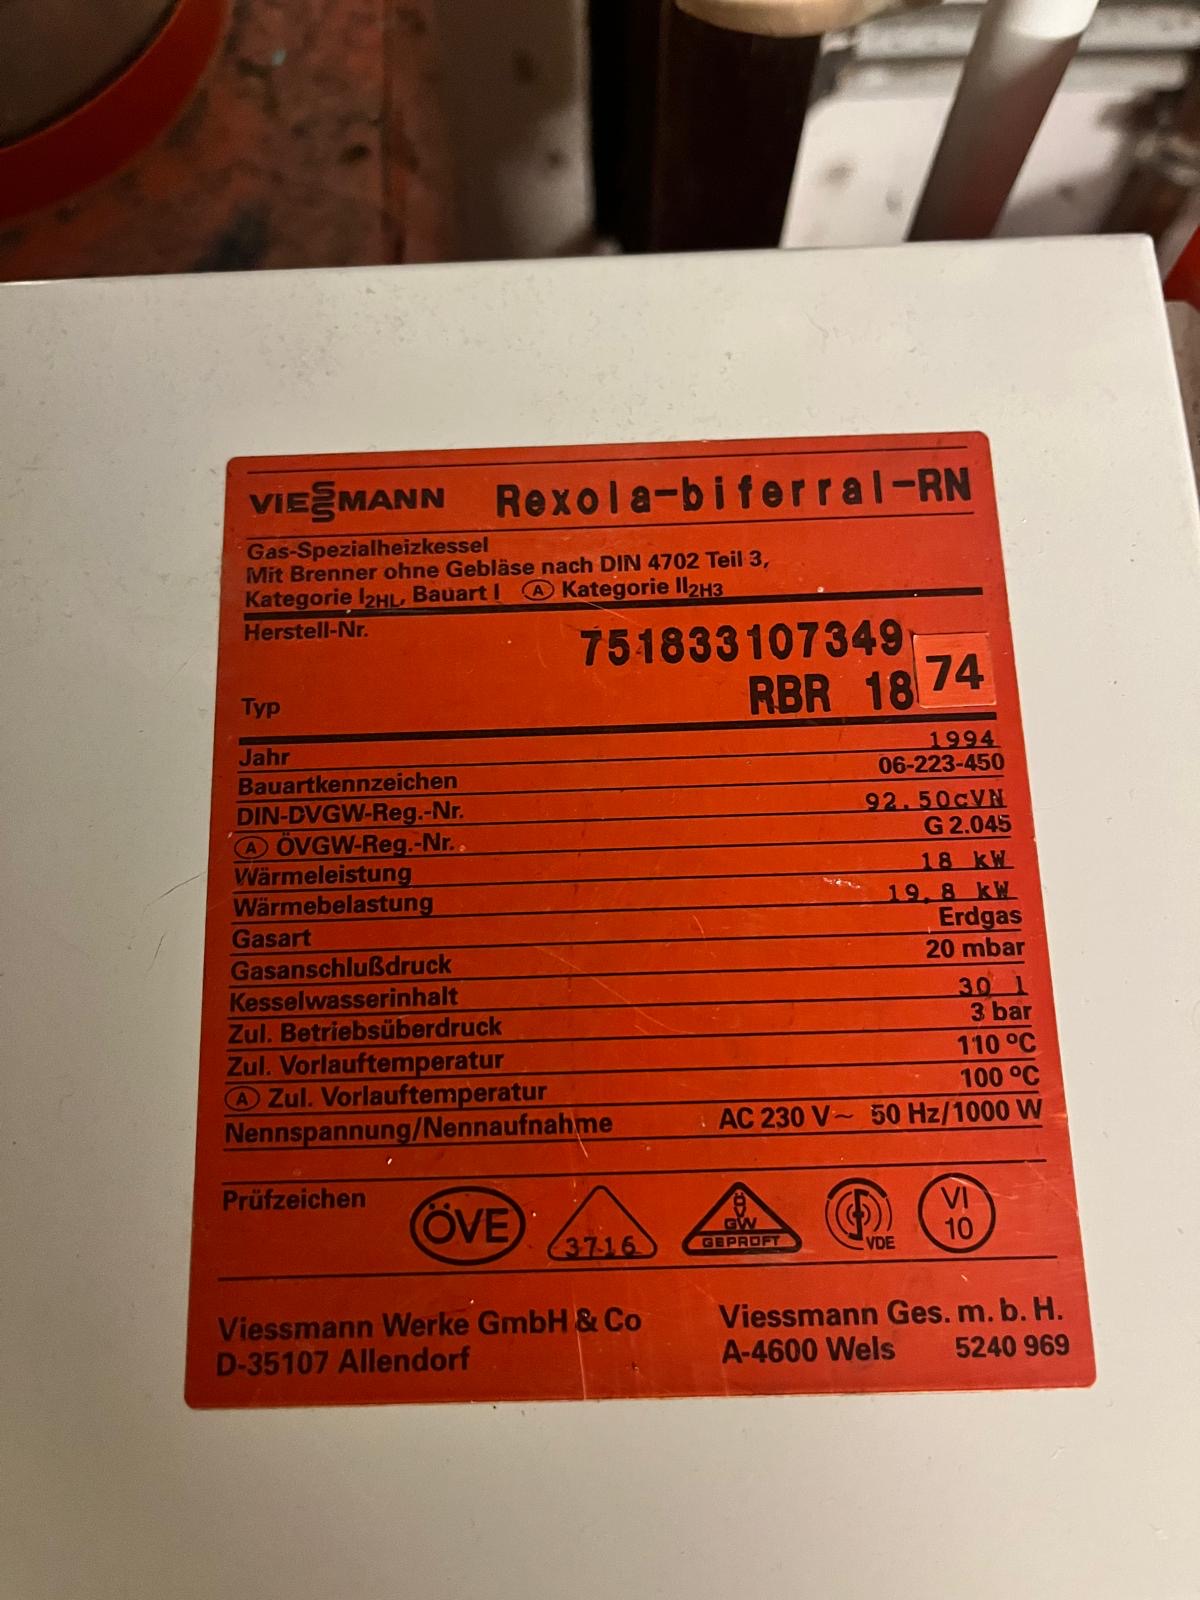 VIESSMANN Rexola-biferral-RN
Gas-Spezialheizkessel
Mit Brenner ohne Gebläse nach DIN 4702 Teil 3,
Kategorie I2HL, Bauart I (A) Kategorie II2H3
Herstell-Nr. 751833107349
Typ RBR 18 74
Jahr 1994
Bauartkennzeichen 06-223-450
DIN-DVGW-Reg.-Nr. 92.50cVN
(A) ÖVGW-Reg.-Nr. G 2.045
Wärmeleistung 18 kW
Wärmebelastung 19,8 kW
Gasart Erdgas
Gasanschlußdruck 20 mbar
Kesselwasserinhalt 30 l
Zul. Betriebsüberdruck 3 bar
Zul. Vorlauftemperatur 110 °C
(A) Zul. Vorlauftemperatur 100 °C
Nennspannung/Nennaufnahme AC 230 V~ 50 Hz/1000 W
Prüfzeichen ÖVE 3716 ÖVGW GEPRÜFT VDE VI 10
Viessmann Werke GmbH & Co Viessmann Ges. m. b. H.
D-35107 Allendorf A-4600 Wels 5240 969